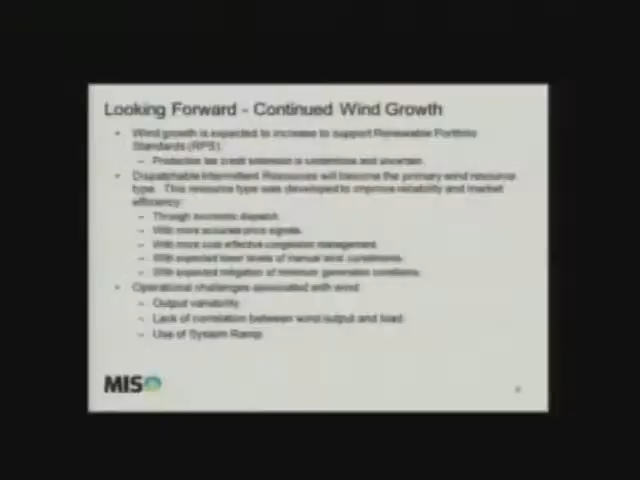 Looking Forward - Continued Wind Growth
• Wind growth is expected to increase to support Renewable Portfolio
Standards (RPS)
– Production tax credit extension is and uncertain
• Dispatchable Intermittent Resources will become the primary wind resource
type. This resource type was developed to improve reliability and market
efficiency:
– Through economic dispatch
– With more accurate price signals
– With more cost effective congestion management
– With expected lower levels of manual wind curtailments
– With expected mitigation of minimum generation conditions
• Operational challenges associated with wind
– Output variability
– Lack of correlation between wind output and load
– Use of System Ramp
MISO